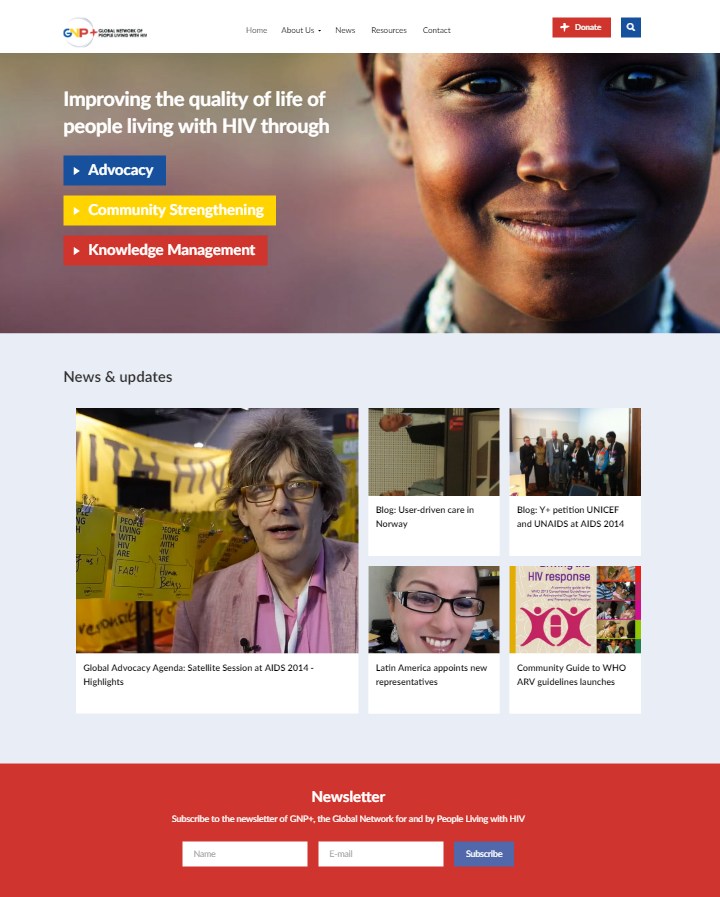 GNP+ GLOBAL NETWORK OF
PEOPLE LIVING WITH HIV
Home About Us News Resources Contact
Donate
Improving the quality of life of
people living with HIV through
Advocacy
Community Strengthening
Knowledge Management
News & updates
WITH HIV
PEOPLE
LIVING
WITH
HIV
ARE
FAB!!
LIVING
WITH
HIV
ARE
Global Advocacy Agenda: Satellite Session at AIDS 2014 -
Highlights
Blog: User-driven care in
Norway
Blog: Y+ petition UNICEF
and UNAIDS at AIDS 2014
Latin America appoints new
representatives
HIV response
Community Guide to WHO
ARV guidelines launches
Newsletter
Subscribe to the newsletter of GNP+, the Global Network for and by People Living with HIV
Name
E-mail
Subscribe